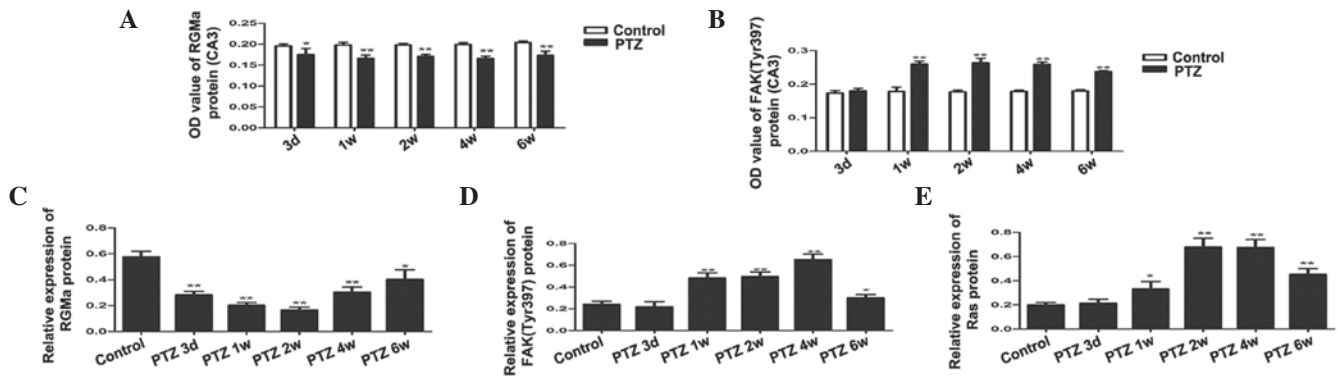 A
OD value of RGMa
protein (CA3)
0.25
0.20
0.15
0.10
0.05
0.00
* ** ** ** **
Control
PTZ
3d 1w 2w 4w 6w
B
OD value of FAK(Tyr397)
protein (CA3)
0.3
0.2
0.1
0.0
** ** ** **
Control
PTZ
3d 1w 2w 4w 6w
C
Relative expression of
RGMa protein
0.8
0.6
0.4
0.2
0.0
** ** ** ** *
Control PTZ 3d PTZ 1w PTZ 2w PTZ 4w PTZ 6w
D
Relative expression of
FAK(Tyr397) protein
0.8
0.6
0.4
0.2
0.0
** ** ** *
Control PTZ 3d PTZ 1w PTZ 2w PTZ 4w PTZ 6w
E
Relative expression of
Ras protein
1.0
0.8
0.6
0.4
0.2
0.0
* ** ** **
Control PTZ 3d PTZ 1w PTZ 2w PTZ 4w PTZ 6w